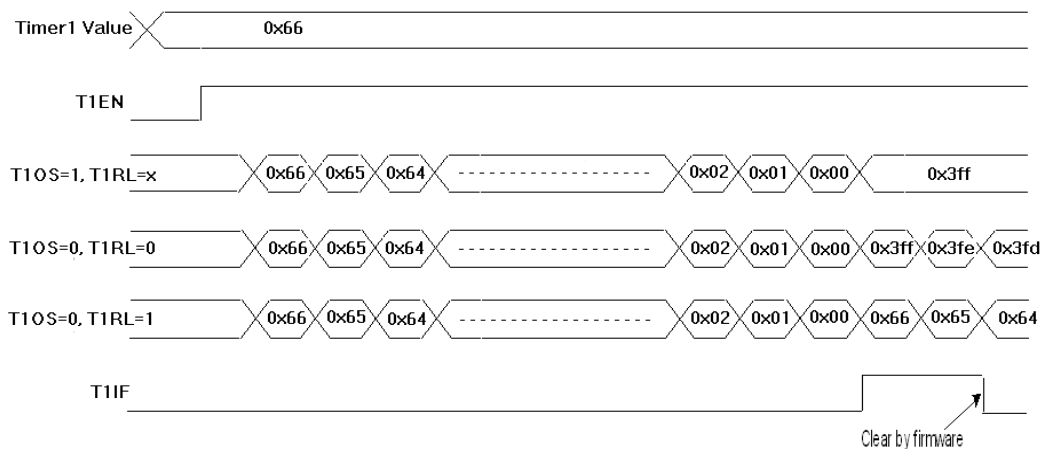 Timer1 Value 0x66
T1EN
T1OS=1, T1RL=x 0x66 0x65 0x64 0x02 0x01 0x00 0x3ff
T1OS=0, T1RL=0 0x66 0x65 0x64 0x02 0x01 0x00 0x3ff 0x3fe 0x3fd
T1OS=0, T1RL=1 0x66 0x65 0x64 0x02 0x01 0x00 0x66 0x65 0x64
T1IF
Clear by firmware